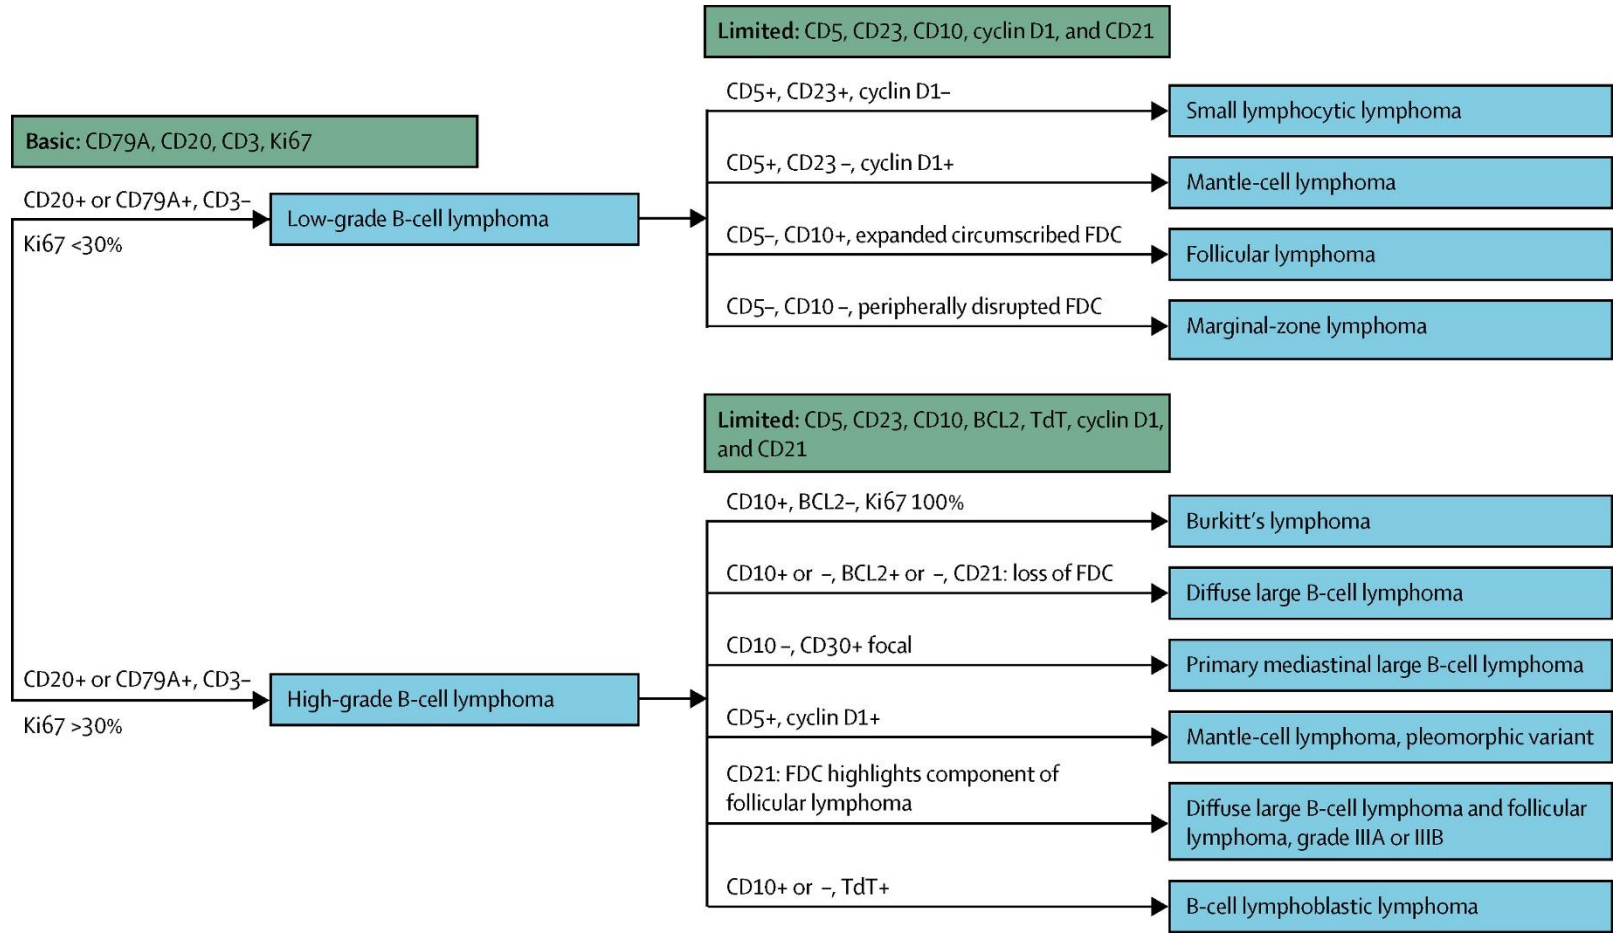 Basic: CD79A, CD20, CD3, Ki67
CD20+ or CD79A+, CD3–
Ki67 <30%
Low-grade B-cell lymphoma
Limited: CD5, CD23, CD10, cyclin D1, and CD21
CD5+, CD23+, cyclin D1–
Small lymphocytic lymphoma
CD5+, CD23 –, cyclin D1+
Mantle-cell lymphoma
CD5–, CD10+, expanded circumscribed FDC
Follicular lymphoma
CD5–, CD10 –, peripherally disrupted FDC
Marginal-zone lymphoma
CD20+ or CD79A+, CD3–
Ki67 >30%
High-grade B-cell lymphoma
Limited: CD5, CD23, CD10, BCL2, TdT, cyclin D1,
and CD21
CD10+, BCL2–, Ki67 100%
Burkitt’s lymphoma
CD10+ or –, BCL2+ or –, CD21: loss of FDC
Diffuse large B-cell lymphoma
CD10 –, CD30+ focal
Primary mediastinal large B-cell lymphoma
CD5+, cyclin D1+
Mantle-cell lymphoma, pleomorphic variant
CD21: FDC highlights component of
follicular lymphoma
Diffuse large B-cell lymphoma and follicular
lymphoma, grade IIIA or IIIB
CD10+ or –, TdT+
B-cell lymphoblastic lymphoma